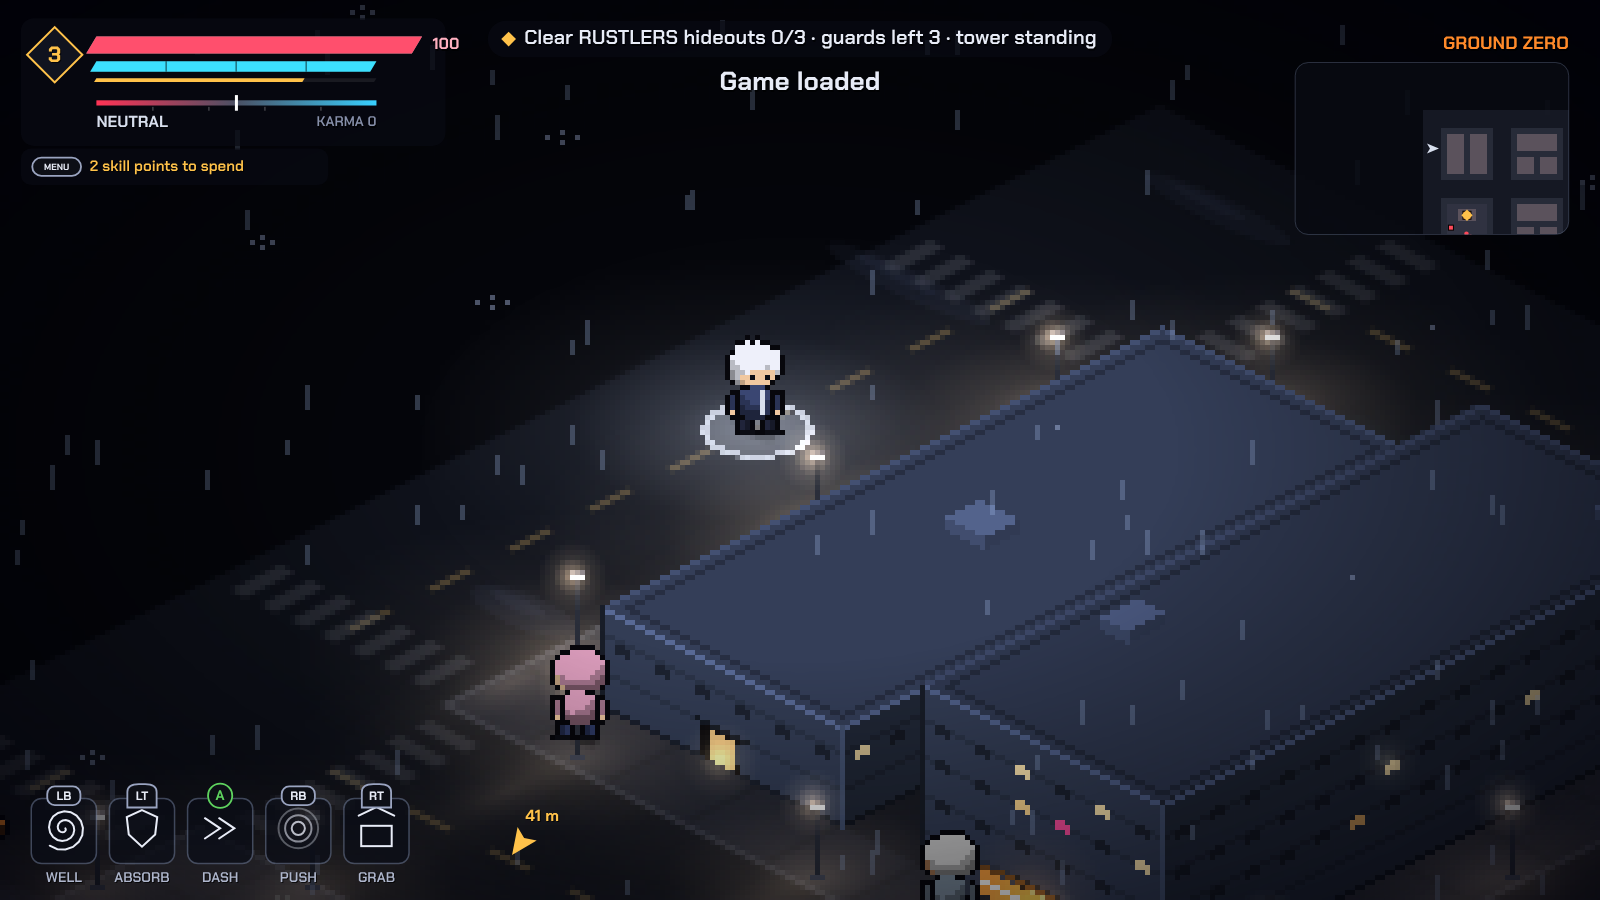 3
100
NEUTRAL
KARMA 0
MENU
2 skill points to spend
Clear RUSTLERS hideouts 0/3 · guards left 3 · tower standing
Game loaded
GROUND ZERO
41 m
LB
LT
A
RB
RT
WELL
ABSORB
DASH
PUSH
GRAB